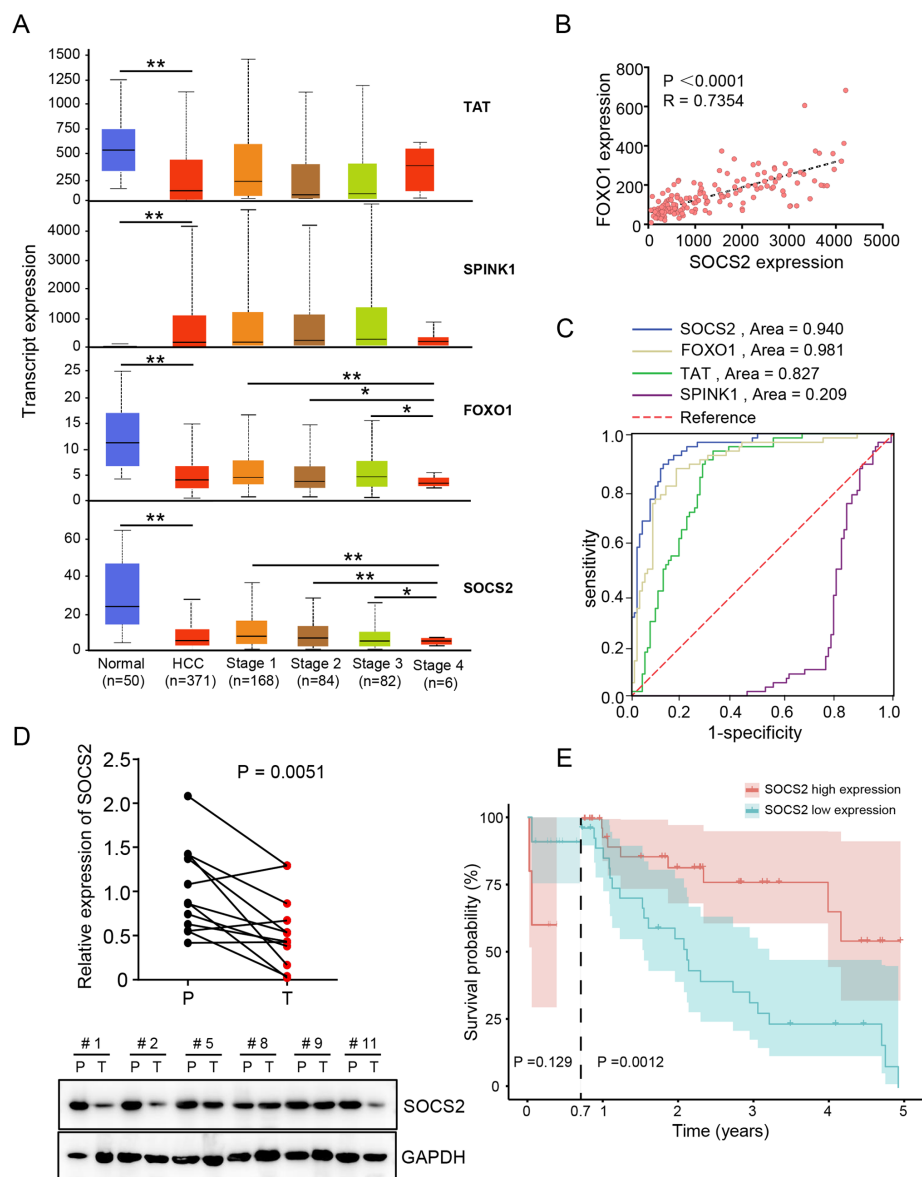 A
Transcript expression
1500
1250
1000
750
500
250
**
TAT
4000
3000
2000
1000
0
**
SPINK1
25
20
15
10
5
0
**
**
*
*
FOXO1
60
40
20
0
**
**
**
*
SOCS2
Normal HCC Stage 1 Stage 2 Stage 3 Stage 4
(n=50) (n=371) (n=168) (n=84) (n=82) (n=6)
B
P <0.0001
R = 0.7354
FOXO1 expression
800
600
400
200
0
0 1000 2000 3000 4000 5000
SOCS2 expression
C
SOCS2 , Area = 0.940
FOXO1 , Area = 0.981
TAT , Area = 0.827
SPINK1 , Area = 0.209
Reference
sensitivity
1.0
0.8
0.6
0.4
0.2
0.0
0.0 0.2 0.4 0.6 0.8 1.0
1-specificity
D
P = 0.0051
Relative expression of SOCS2
2.5
2.0
1.5
1.0
0.5
0
P T
# 1 # 2 # 5 # 8 # 9 # 11
P T P T P T P T P T P T
SOCS2
GAPDH
E
SOCS2 high expression
SOCS2 low expression
Survival probability (%)
100
75
50
25
0
P =0.129 P =0.0012
0 0.7 1 2 3 4 5
Time (years)